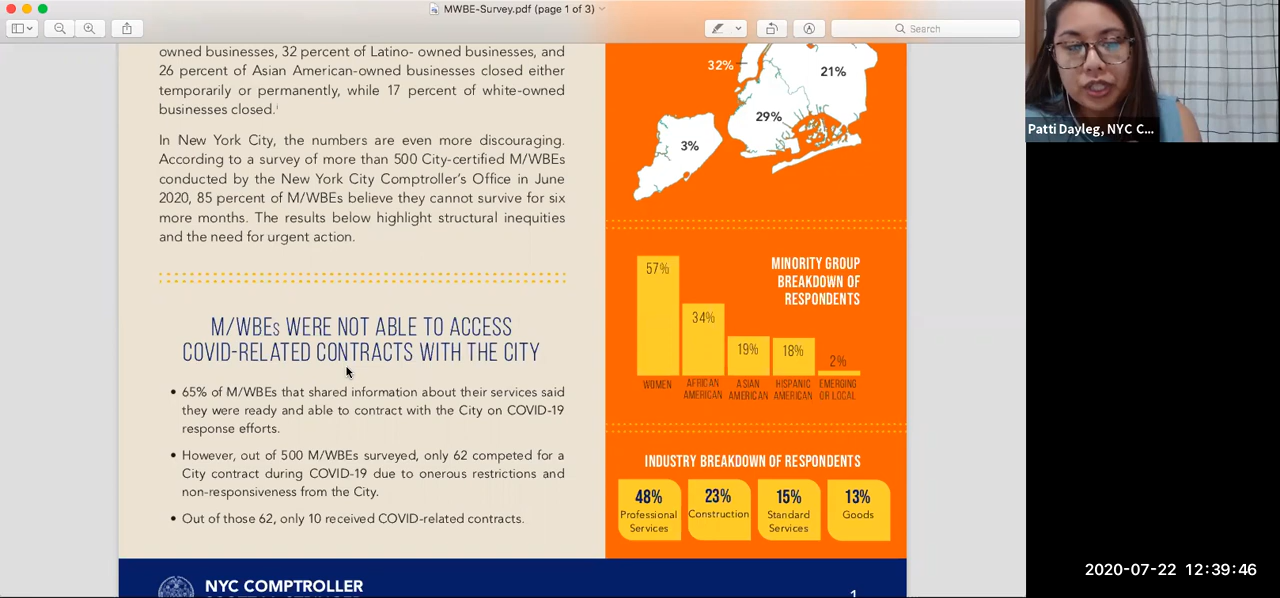 MWBE-Survey.pdf (page 1 of 3)
Search
owned businesses, 32 percent of Latino- owned businesses, and
26 percent of Asian American-owned businesses closed either
temporarily or permanently, while 17 percent of white-owned
businesses closed.ⁱ
In New York City, the numbers are even more discouraging.
According to a survey of more than 500 City-certified M/WBEs
conducted by the New York City Comptroller's Office in June
2020, 85 percent of M/WBEs believe they cannot survive for six
more months. The results below highlight structural inequities
and the need for urgent action.
M/WBEs WERE NOT ABLE TO ACCESS
COVID-RELATED CONTRACTS WITH THE CITY
• 65% of M/WBEs that shared information about their services said
they were ready and able to contract with the City on COVID-19
response efforts.
• However, out of 500 M/WBEs surveyed, only 62 competed for a
City contract during COVID-19 due to onerous restrictions and
non-responsiveness from the City.
• Out of those 62, only 10 received COVID-related contracts.
NYC COMPTROLLER
1
32%
21%
29%
3%
MINORITY GROUP
BREAKDOWN OF
RESPONDENTS
57%
34%
19%
18%
2%
WOMEN
AFRICAN
AMERICAN
ASIAN
AMERICAN
HISPANIC
AMERICAN
EMERGING
OR LOCAL
INDUSTRY BREAKDOWN OF RESPONDENTS
48%
Professional
Services
23%
Construction
15%
Standard
Services
13%
Goods
Patti Dayleg, NYC C...
2020-07-22 12:39:46